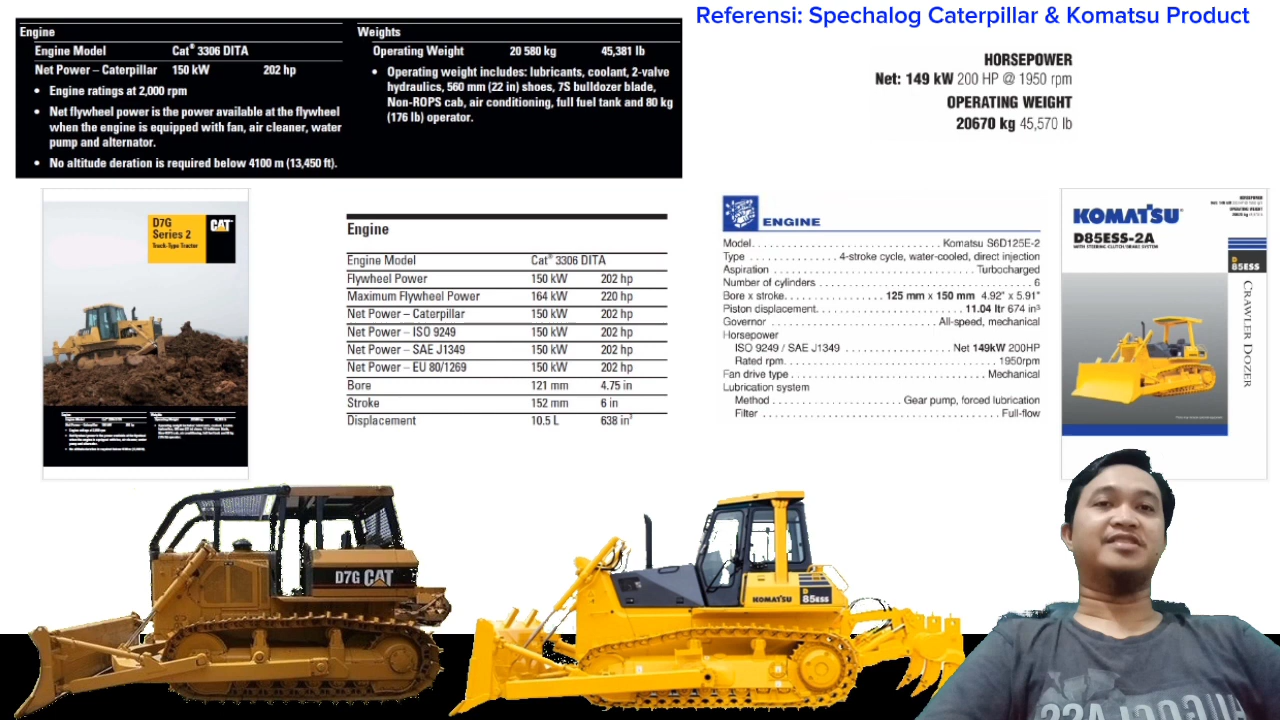 Referensi: Spechalog Caterpillar & Komatsu Product
Engine
Engine Model Cat® 3306 DITA
Net Power – Caterpillar 150 kW 202 hp
• Engine ratings at 2,000 rpm
• Net flywheel power is the power available at the flywheel
when the engine is equipped with fan, air cleaner, water
pump and alternator.
• No altitude deration is required below 4100 m (13,450 ft).
Weights
Operating Weight 20 580 kg 45,381 lb
• Operating weight includes: lubricants, coolant, 2-valve
hydraulics, 560 mm (22 in) shoes, 7S bulldozer blade,
Non-ROPS cab, air conditioning, full fuel tank and 80 kg
(176 lb) operator.
HORSEPOWER
Net: 149 kW 200 HP @ 1950 rpm
OPERATING WEIGHT
20670 kg 45,570 lb
D7G
Series 2
Track-Type Tractor
CAT
Engine
Engine Model Cat® 3306 DITA
Flywheel Power 150 kW 202 hp
Maximum Flywheel Power 164 kW 220 hp
Net Power – Caterpillar 150 kW 202 hp
Net Power – ISO 9249 150 kW 202 hp
Net Power – SAE J1349 150 kW 202 hp
Net Power – EU 80/1269 150 kW 202 hp
Bore 121 mm 4.75 in
Stroke 152 mm 6 in
Displacement 10.5 L 638 in³
ENGINE
Model. . . . . . . . . . . . . . . . . . . . . . . . . . . . . Komatsu S6D125E-2
Type . . . . . . . . . . . . . . 4-stroke cycle, water-cooled, direct injection
Aspiration . . . . . . . . . . . . . . . . . . . . . . . . . . . . . . . . Turbocharged
Number of cylinders . . . . . . . . . . . . . . . . . . . . . . . . . . . . . . . . . . 6
Bore x stroke. . . . . . . . . . . . . . . 125 mm x 150 mm 4.92" x 5.91"
Piston displacement. . . . . . . . . . . . . . . . . . . . . . . 11.04 ltr 674 in³
Governor . . . . . . . . . . . . . . . . . . . . . . . . . . All-speed, mechanical
Horsepower
ISO 9249 / SAE J1349 . . . . . . . . . . . . . . . . Net 149kW 200HP
Rated rpm. . . . . . . . . . . . . . . . . . . . . . . . . . . . . . . . . . 1950rpm
Fan drive type . . . . . . . . . . . . . . . . . . . . . . . . . . . . . . Mechanical
Lubrication system
Method . . . . . . . . . . . . . . . . . . . . Gear pump, forced lubrication
Filter . . . . . . . . . . . . . . . . . . . . . . . . . . . . . . . . . . . . Full-flow
KOMATSU
D85ESS-2A
WITH STEERING CLUTCH/BRAKE SYSTEM
D
85ESS
CRAWLER DOZER
D7G CAT
KOMATSU
D
85ESS